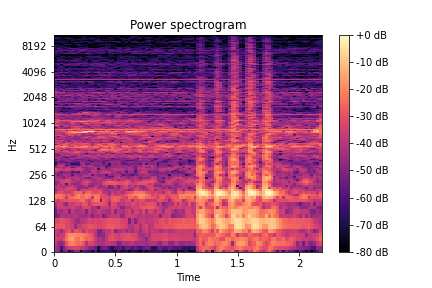 Power spectrogram
8192
4096
2048
1024
512
256
128
64
0
Hz
0 0.5 1 1.5 2
Time
+0 dB
-10 dB
-20 dB
-30 dB
-40 dB
-50 dB
-60 dB
-70 dB
-80 dB